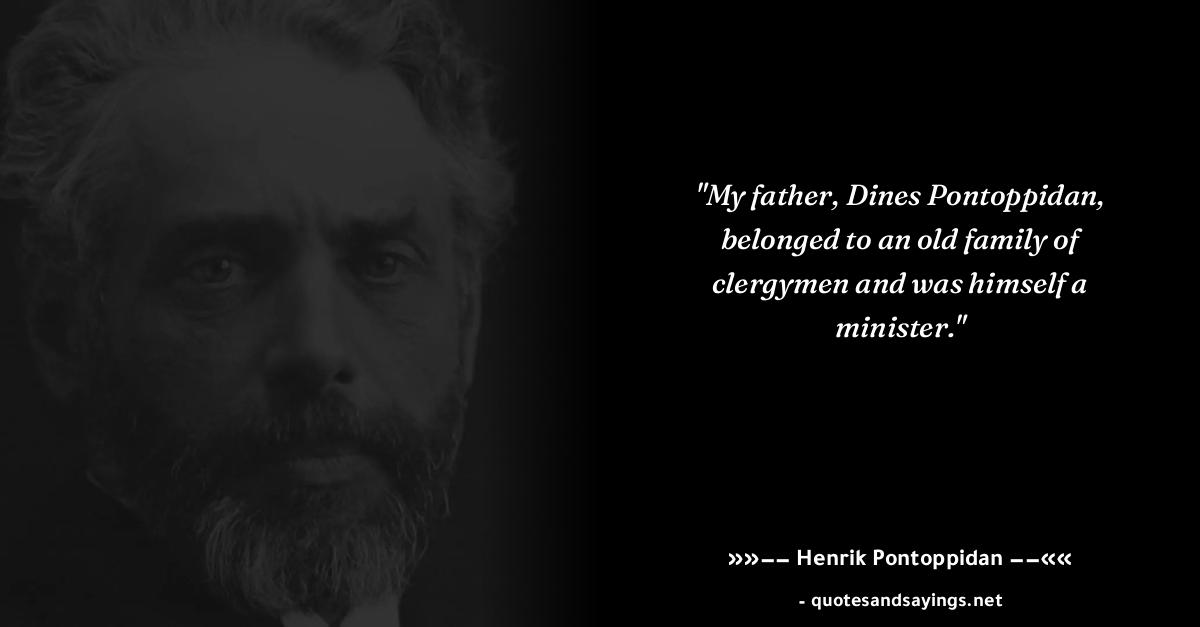 "My father, Dines Pontoppidan,
belonged to an old family of
clergymen and was himself a
minister."
»»−− Henrik Pontoppidan −−««
- quotesandsayings.net